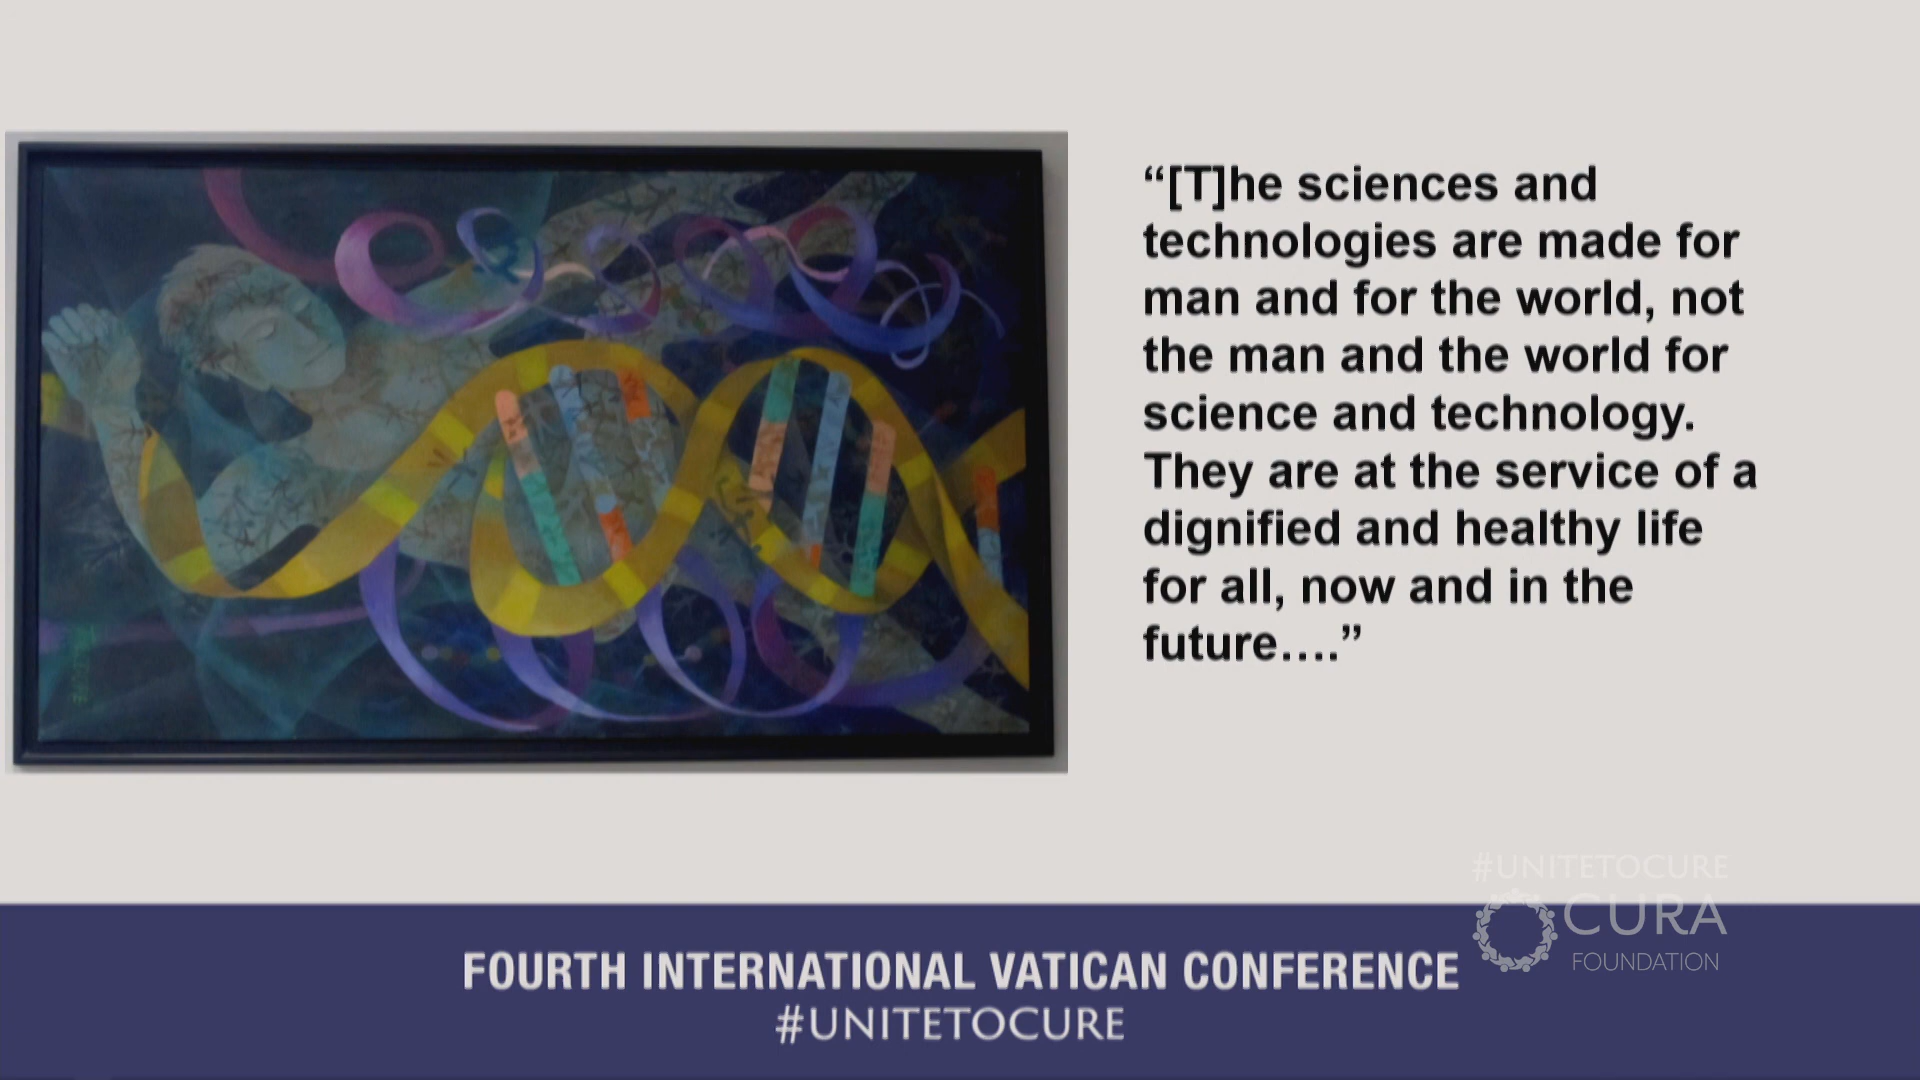 “[T]he sciences and
technologies are made for
man and for the world, not
the man and the world for
science and technology.
They are at the service of a
dignified and healthy life
for all, now and in the
future….”
#UNITETOCURE
CURA
FOUNDATION
FOURTH INTERNATIONAL VATICAN CONFERENCE
#UNITETOCURE